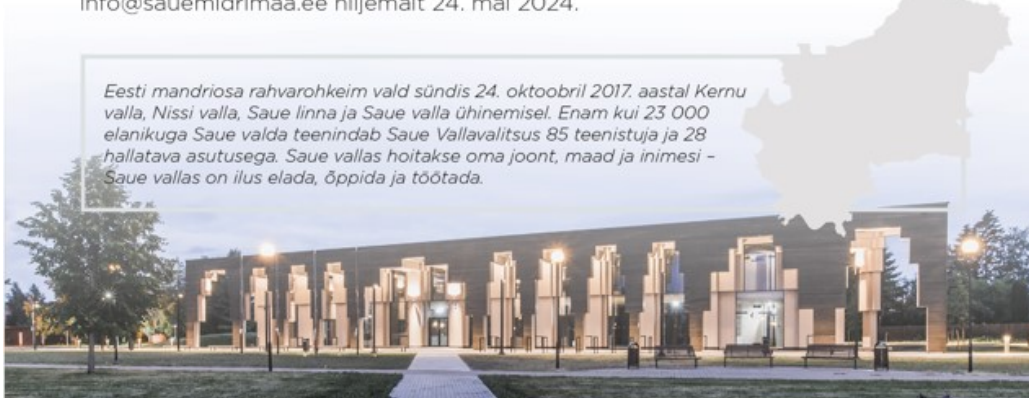 info@sauemidrimaa.ee hiljemalt 24. mai 2024.
Eesti mandriosa rahvarohkeim vald sündis 24. oktoobril 2017. aastal Kernu
valla, Nissi valla, Saue linna ja Saue valla ühinemisel. Enam kui 23 000
elanikuga Saue valda teenindab Saue Vallavalitsus 85 teenistuja ja 28
hallatava asutusega. Saue vallas hoitakse oma joont, maad ja inimesi –
Saue vallas on ilus elada, õppida ja töötada.